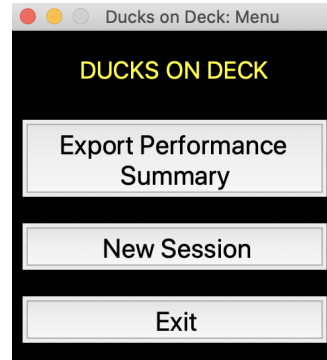 Ducks on Deck: Menu
DUCKS ON DECK
Export Performance
Summary
New Session
Exit